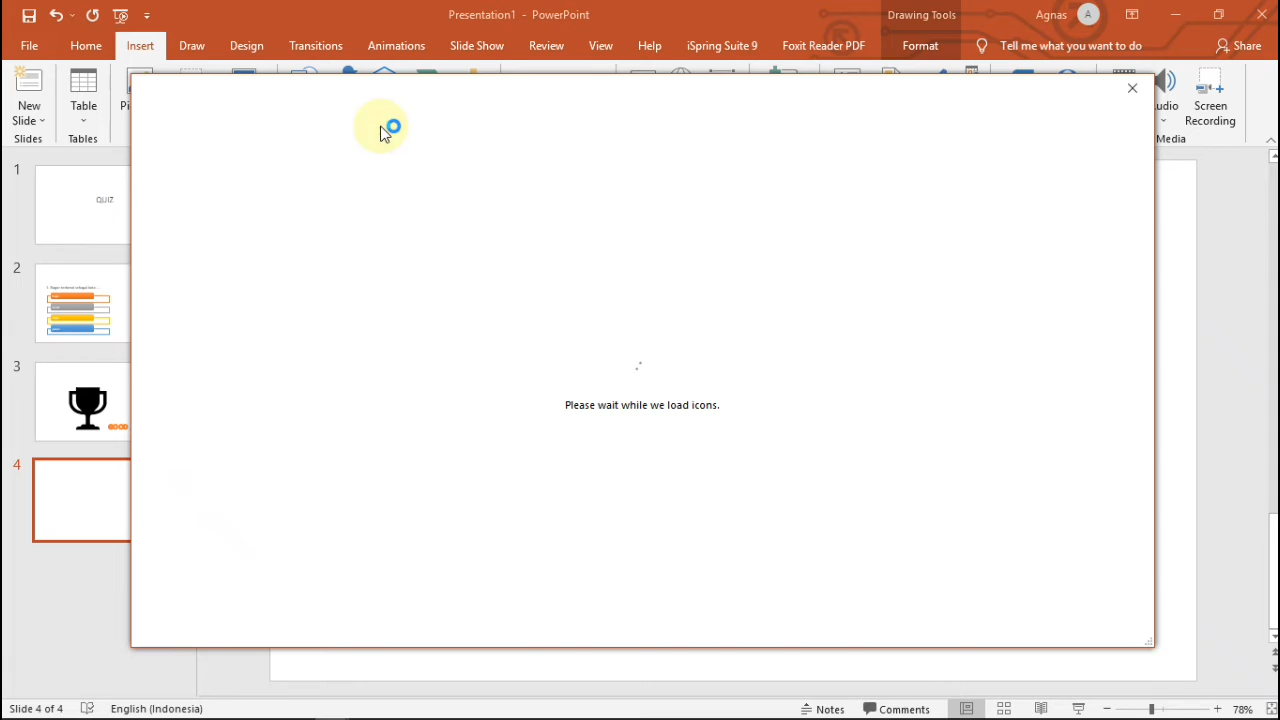 Presentation1 - PowerPoint
Drawing Tools
Agnas
A
File
Home
Insert
Draw
Design
Transitions
Animations
Slide Show
Review
View
Help
iSpring Suite 9
Foxit Reader PDF
Format
Tell me what you want to do
Share
New
Slide
Slides
Table
Tables
Screen
Recording
Media
1
QUIZ
2
3
4
Please wait while we load icons.
Slide 4 of 4
English (Indonesia)
Notes
Comments
78%